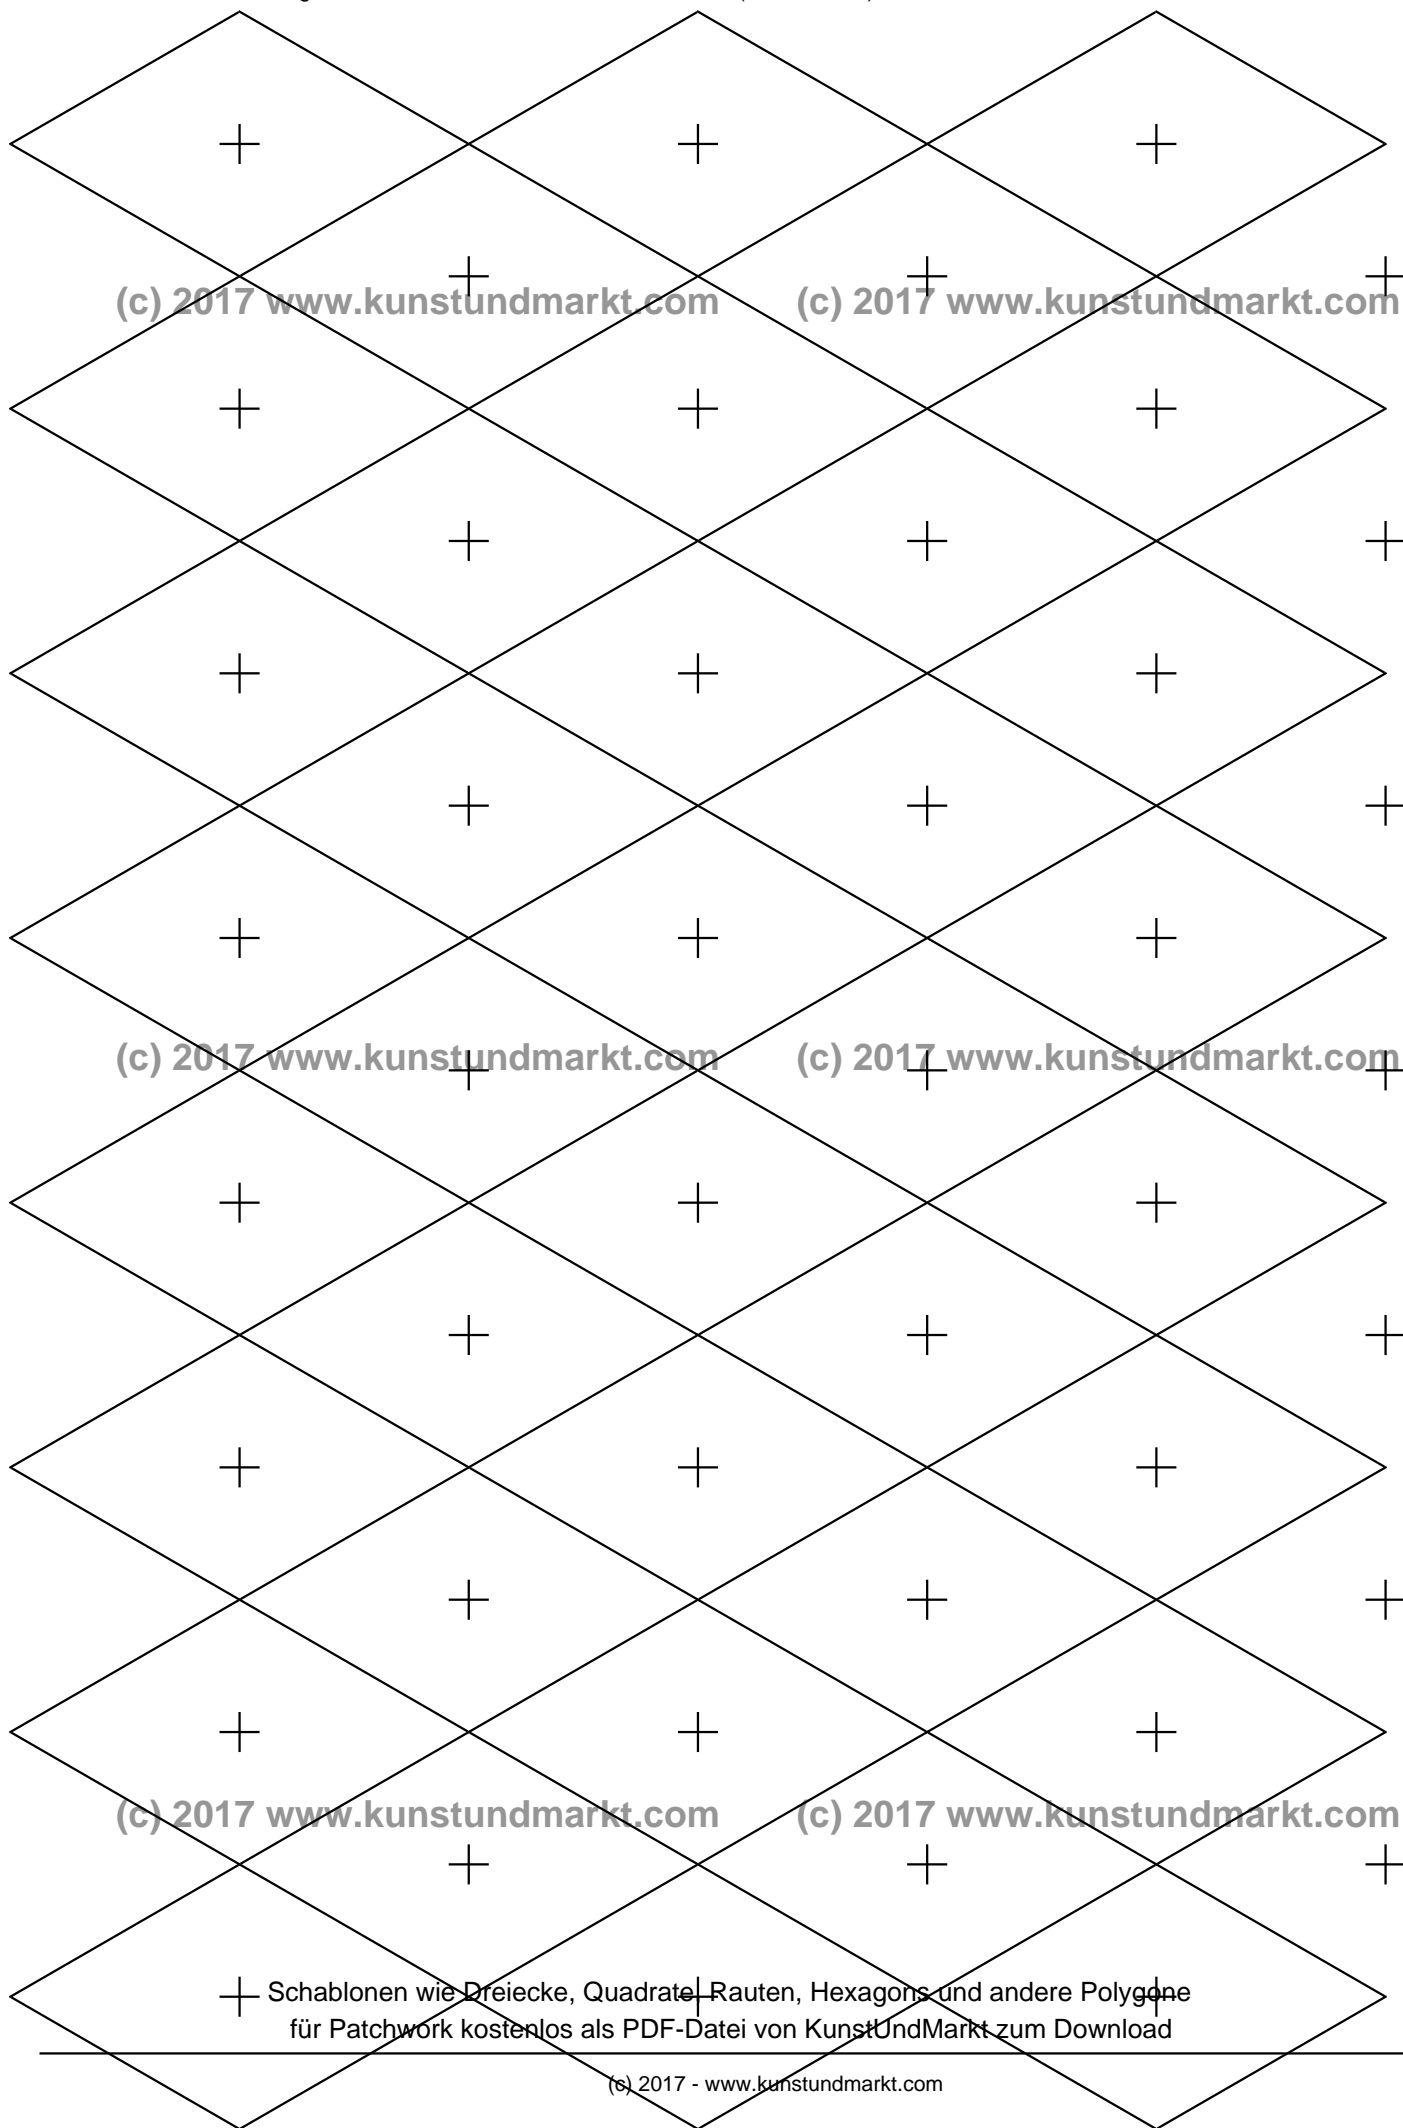 (c) 2017 www.kunstundmarkt.com (c) 2017 www.kunstundmarkt.com
(c) 2017 www.kunstundmarkt.com (c) 2017 www.kunstundmarkt.com
(c) 2017 www.kunstundmarkt.com (c) 2017 www.kunstundmarkt.com
Schablonen wie Dreiecke, Quadrate, Rauten, Hexagons und andere Polygone
für Patchwork kostenlos als PDF-Datei von KunstUndMarkt zum Download
(c) 2017 - www.kunstundmarkt.com